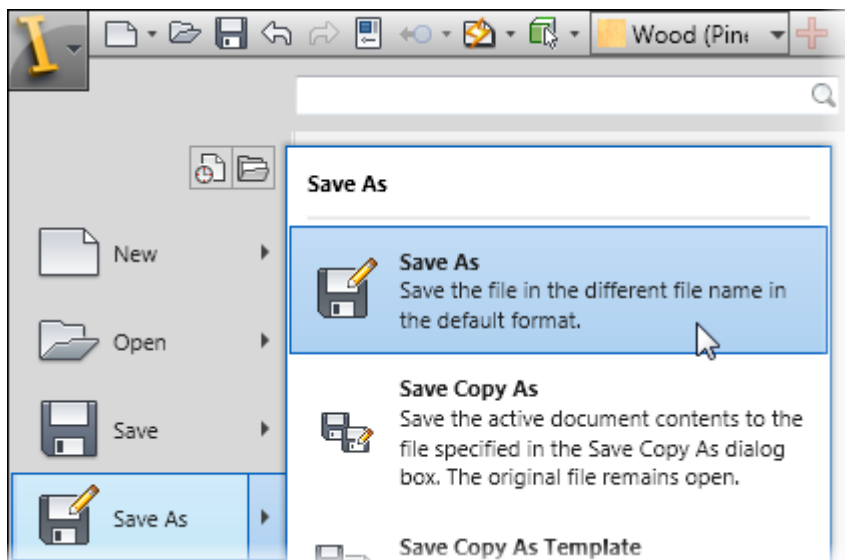 Wood (Pine
Save As
New
Save As
Save the file in the different file name in
the default format.
Open
Save Copy As
Save the active document contents to the
file specified in the Save Copy As dialog
box. The original file remains open.
Save
Save As
Save Copy As Template